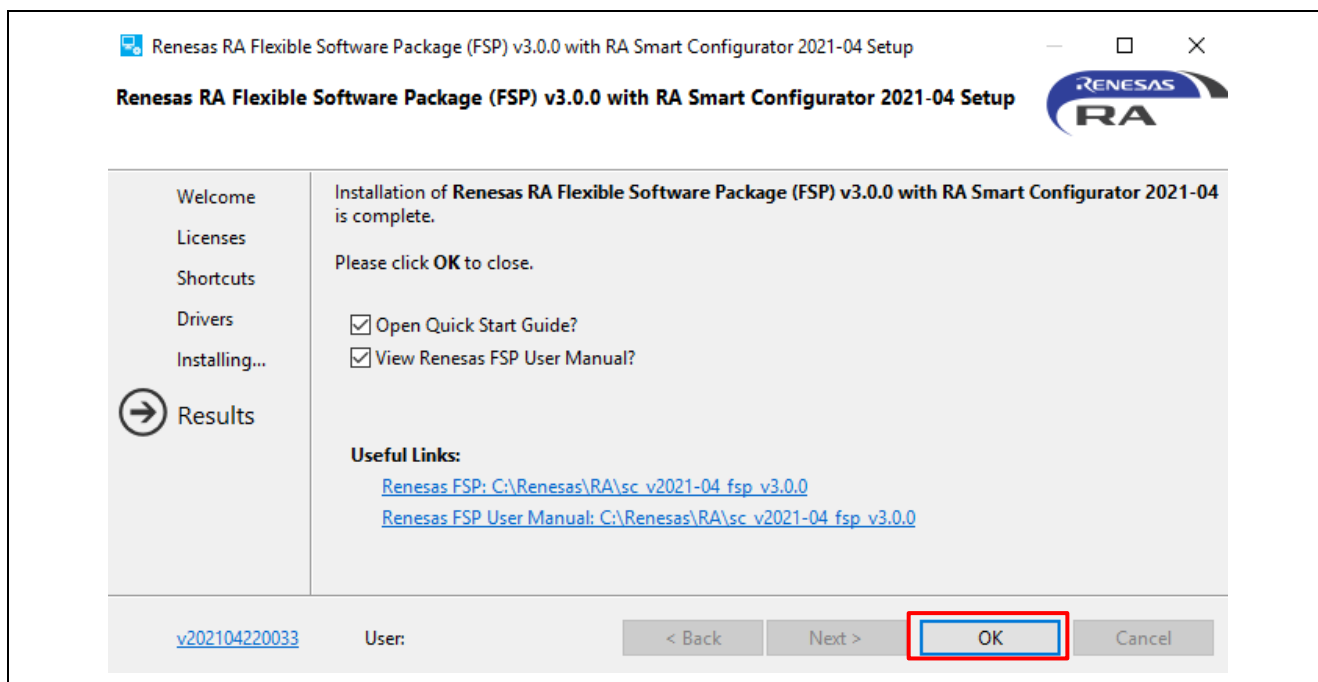 Renesas RA Flexible Software Package (FSP) v3.0.0 with RA Smart Configurator 2021-04 Setup
Renesas RA Flexible Software Package (FSP) v3.0.0 with RA Smart Configurator 2021-04 Setup
RENESAS
RA
Welcome
Licenses
Shortcuts
Drivers
Installing...
Results
Installation of Renesas RA Flexible Software Package (FSP) v3.0.0 with RA Smart Configurator 2021-04
is complete.
Please click OK to close.
Open Quick Start Guide?
View Renesas FSP User Manual?
Useful Links:
Renesas FSP: C:\Renesas\RA\sc_v2021-04_fsp_v3.0.0
Renesas FSP User Manual: C:\Renesas\RA\sc_v2021-04_fsp_v3.0.0
v202104220033
User:
< Back
Next >
OK
Cancel